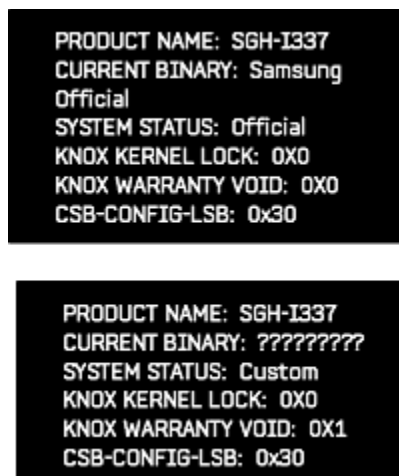 PRODUCT NAME: SGH-I337
CURRENT BINARY: Samsung
Official
SYSTEM STATUS: Official
KNOX KERNEL LOCK: 0X0
KNOX WARRANTY VOID: 0X0
CSB-CONFIG-LSB: 0x30
PRODUCT NAME: SGH-I337
CURRENT BINARY: ?????????
SYSTEM STATUS: Custom
KNOX KERNEL LOCK: 0X0
KNOX WARRANTY VOID: 0X1
CSB-CONFIG-LSB: 0x30